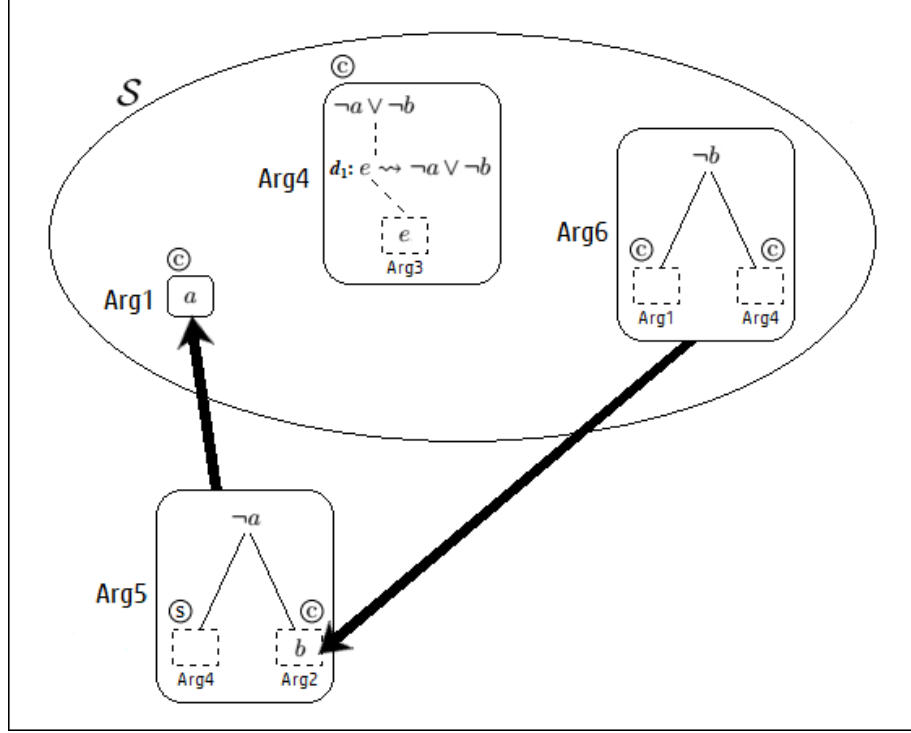 𝒮
ⓒ
¬a ∨ ¬b
Arg4
d₁: e ⇝ ¬a ∨ ¬b
e
Arg3
¬b
Arg6
ⓒ ⓒ
Arg1 Arg4
ⓒ
Arg1
a
¬a
Arg5
ⓢ ⓒ
b
Arg4 Arg2